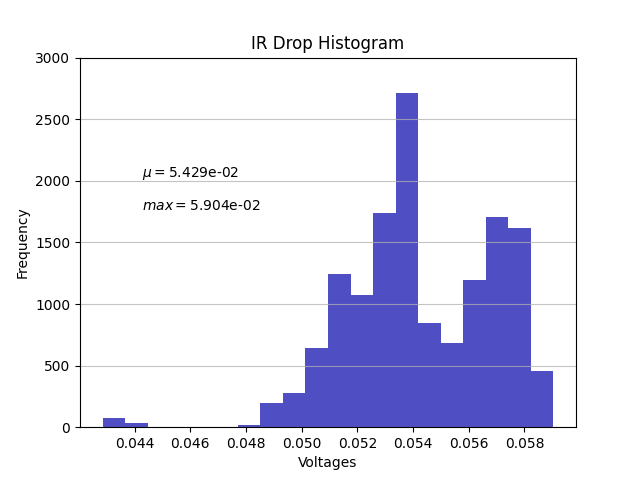 IR Drop Histogram
3000
2500
2000
1500
1000
500
0
Frequency
μ = 5.429e-02
max = 5.904e-02
0.044 0.046 0.048 0.050 0.052 0.054 0.056 0.058
Voltages